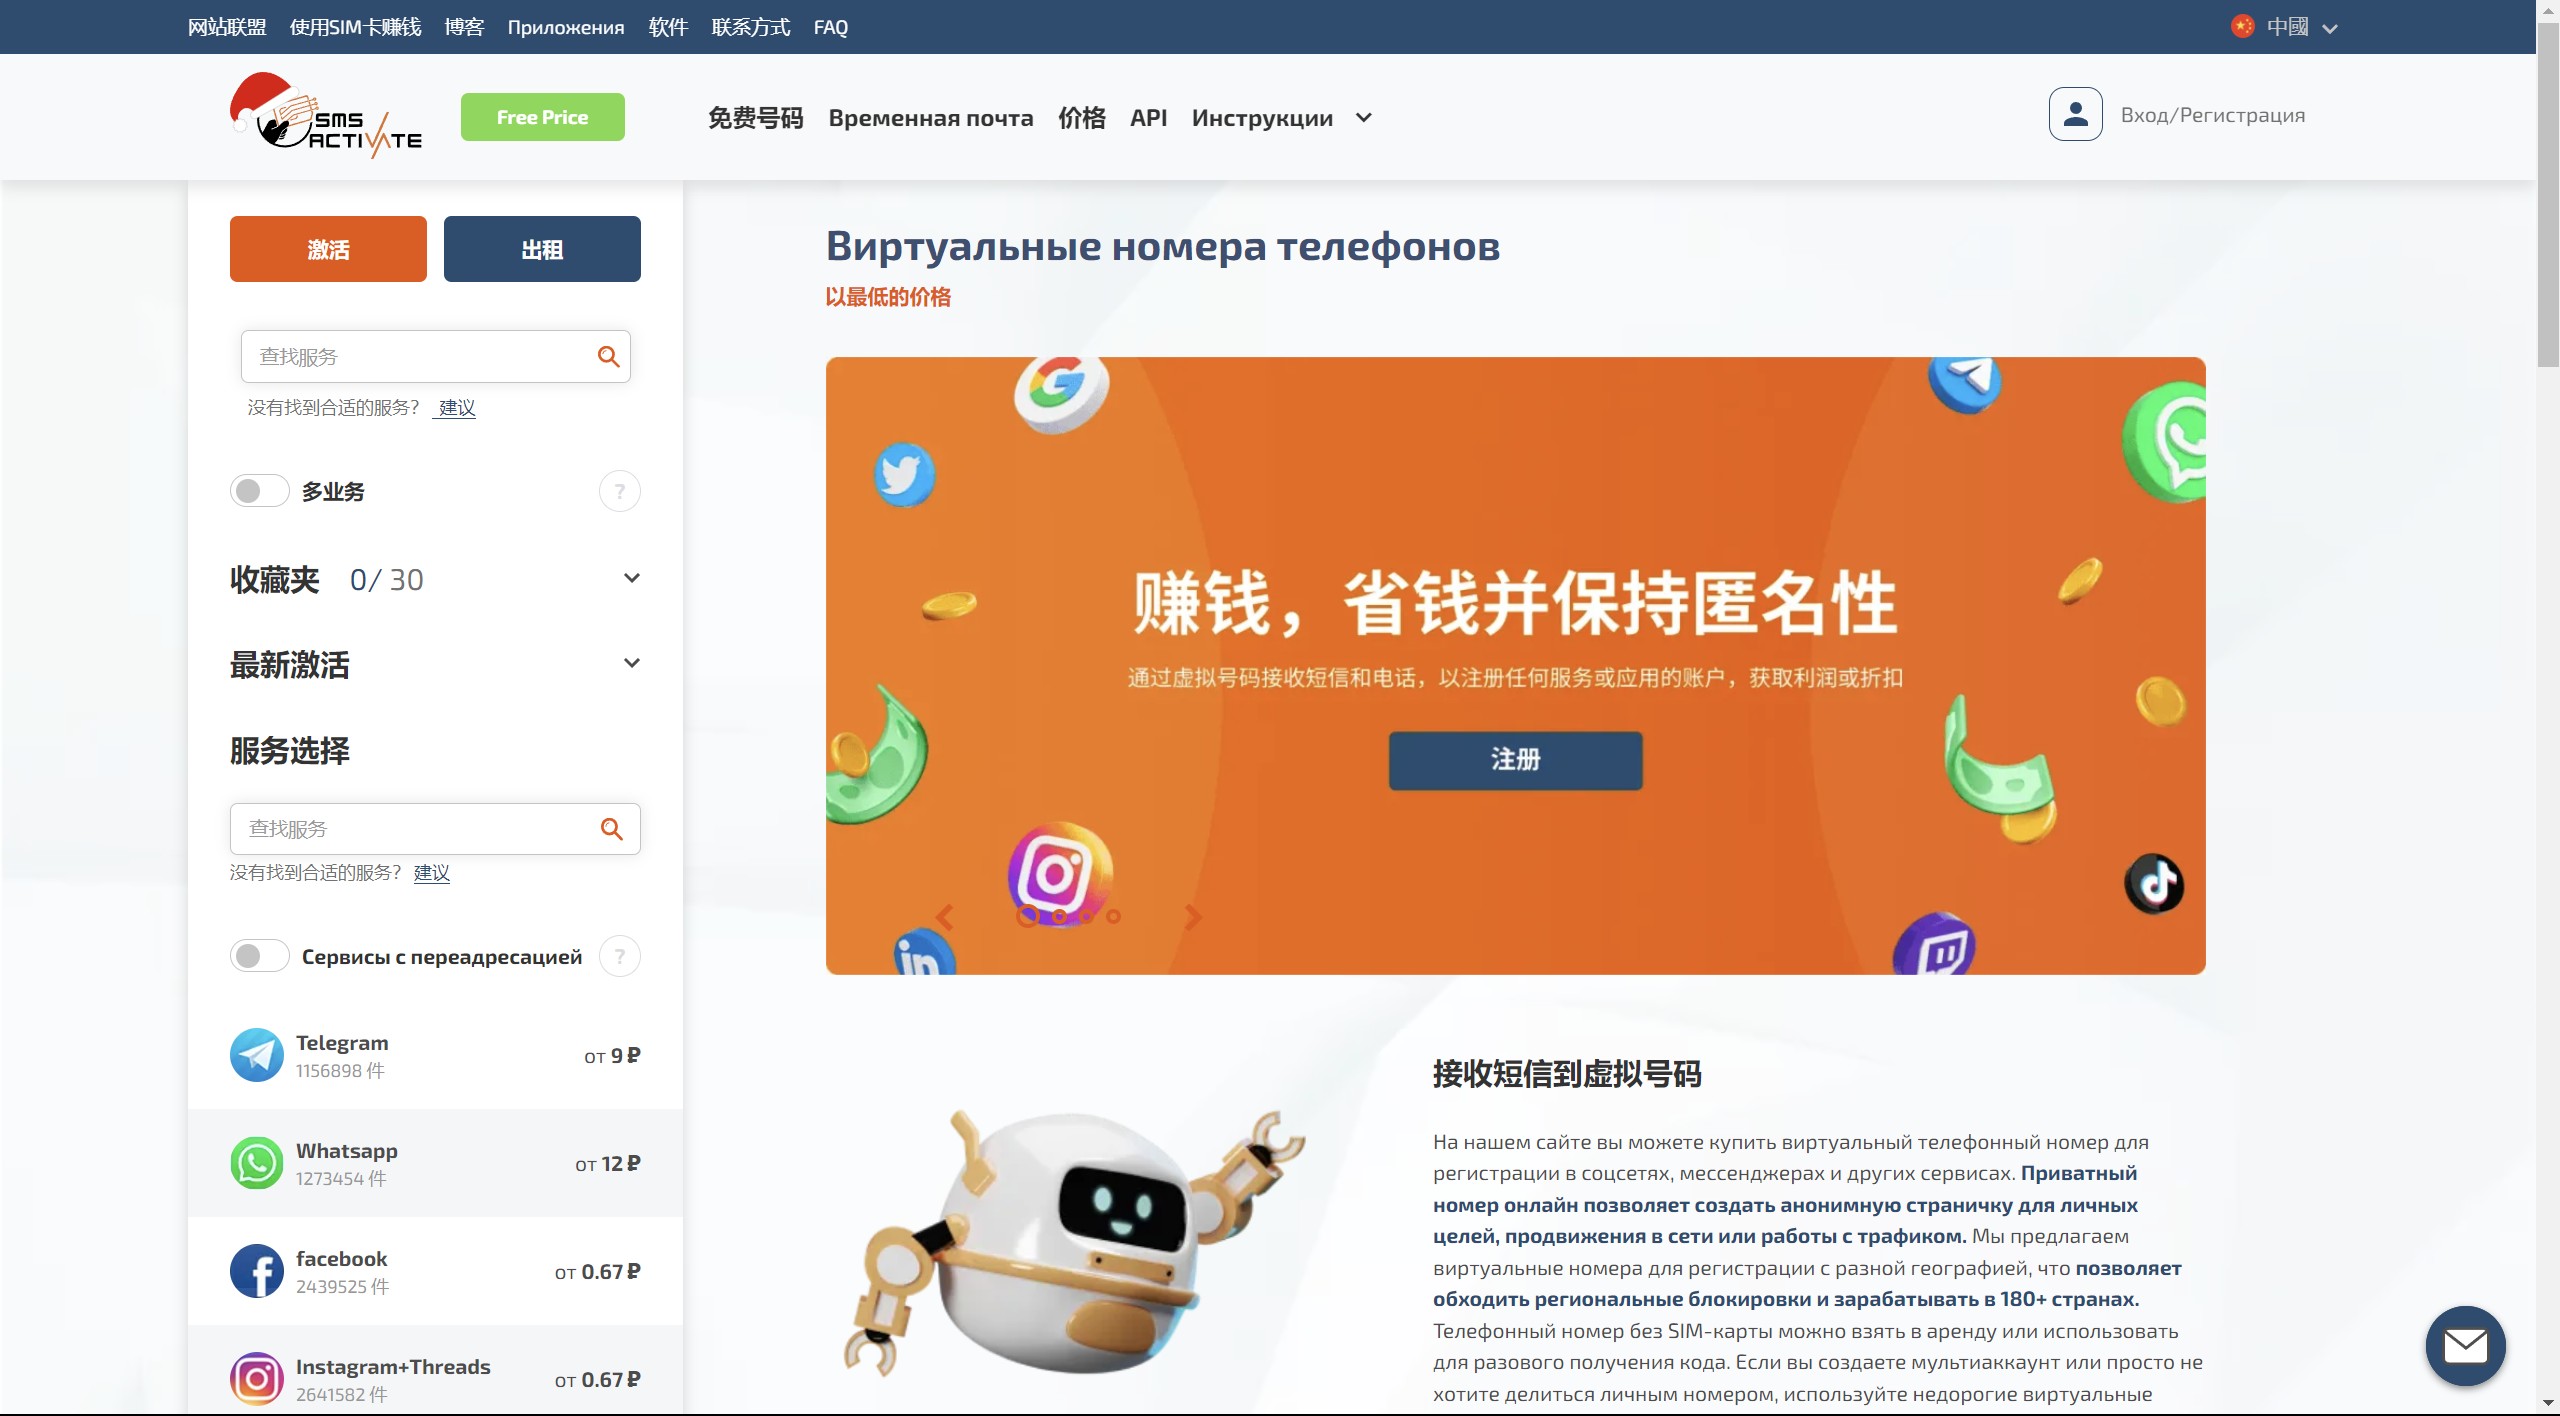 网站联盟 使用SIM卡赚钱 博客 Приложения 软件 联系方式 FAQ
中國
SMS
ACTIVATE
Free Price
免费号码 Временная почта 价格 API Инструкции
Вход/Регистрация
激活
出租
查找服务
没有找到合适的服务? 建议
多业务
?
收藏夹 0/ 30
最新激活
服务选择
查找服务
没有找到合适的服务? 建议
Сервисы с переадресацией
?
Telegram
1156898 件
от 9 ₽
Whatsapp
1273454 件
от 12 ₽
facebook
2439525 件
от 0.67 ₽
Instagram+Threads
2641582 件
от 0.67 ₽
Виртуальные номера телефонов
以最低的价格
赚钱，省钱并保持匿名性
通过虚拟号码接收短信和电话，以注册任何服务或应用的账户，获取利润或折扣
注册
in
接收短信到虚拟号码
На нашем сайте вы можете купить виртуальный телефонный номер для
регистрации в соцсетях, мессенджерах и других сервисах. Приватный
номер онлайн позволяет создать анонимную страничку для личных
целей, продвижения в сети или работы с трафиком. Мы предлагаем
виртуальные номера для регистрации с разной географией, что позволяет
обходить региональные блокировки и зарабатывать в 180+ странах.
Телефонный номер без SIM-карты можно взять в аренду или использовать
для разового получения кода. Если вы создаете мультиаккаунт или просто не
хотите делиться личным номером, используйте недорогие виртуальные